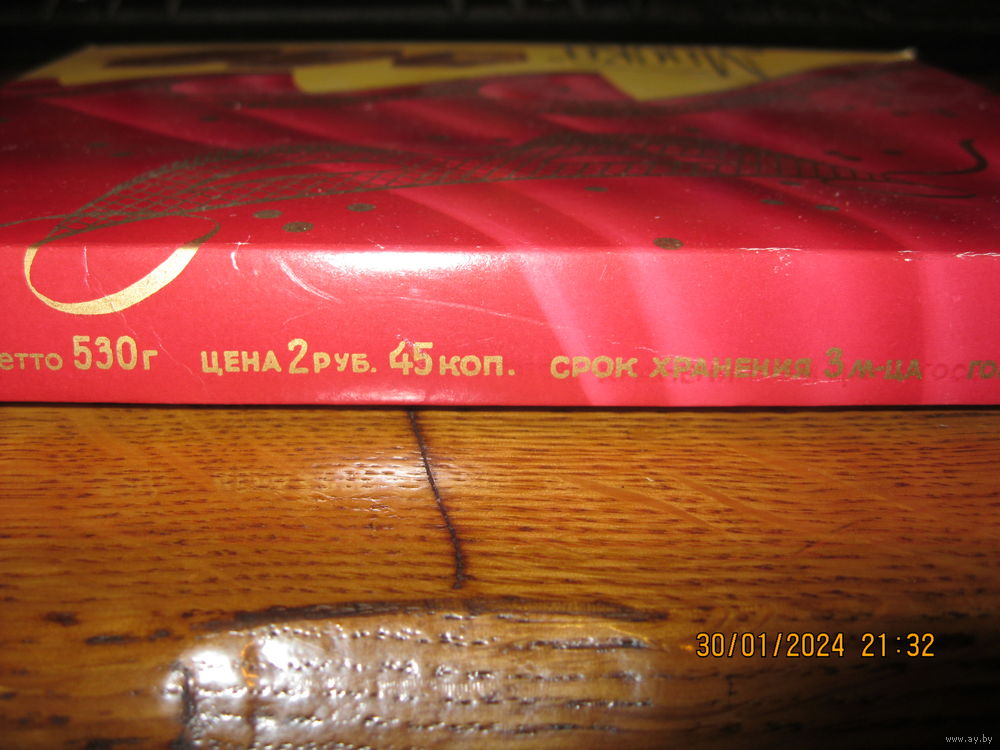 етто 530г ЦЕНА 2 РУБ. 45 КОП. СРОК ХРАНЕНИЯ 3 М-ЦА
30/01/2024 21:32
www.ay.by